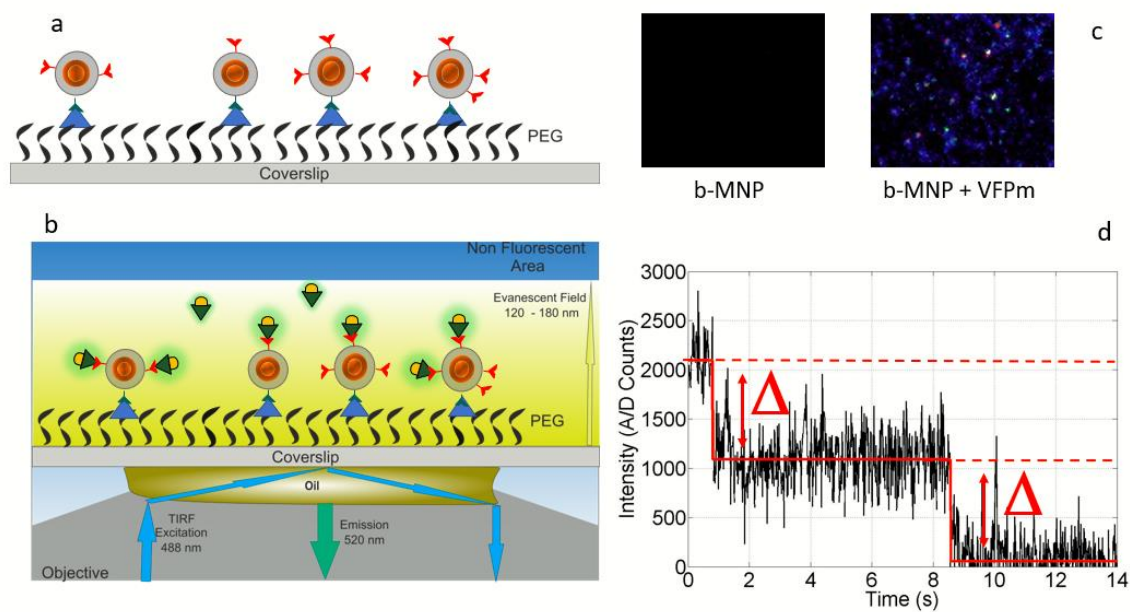 a
PEG
Coverslip
b
Non Fluorescent
Area
Evanescent Field
120 - 180 nm
PEG
Coverslip
Oil
TIRF
Excitation
488 nm
Emission
520 nm
Objective
c
b-MNP
b-MNP + VFPm
d
Intensity (A/D Counts)
3000
2500
2000
1500
1000
500
0
Δ
Δ
0 2 4 6 8 10 12 14
Time (s)